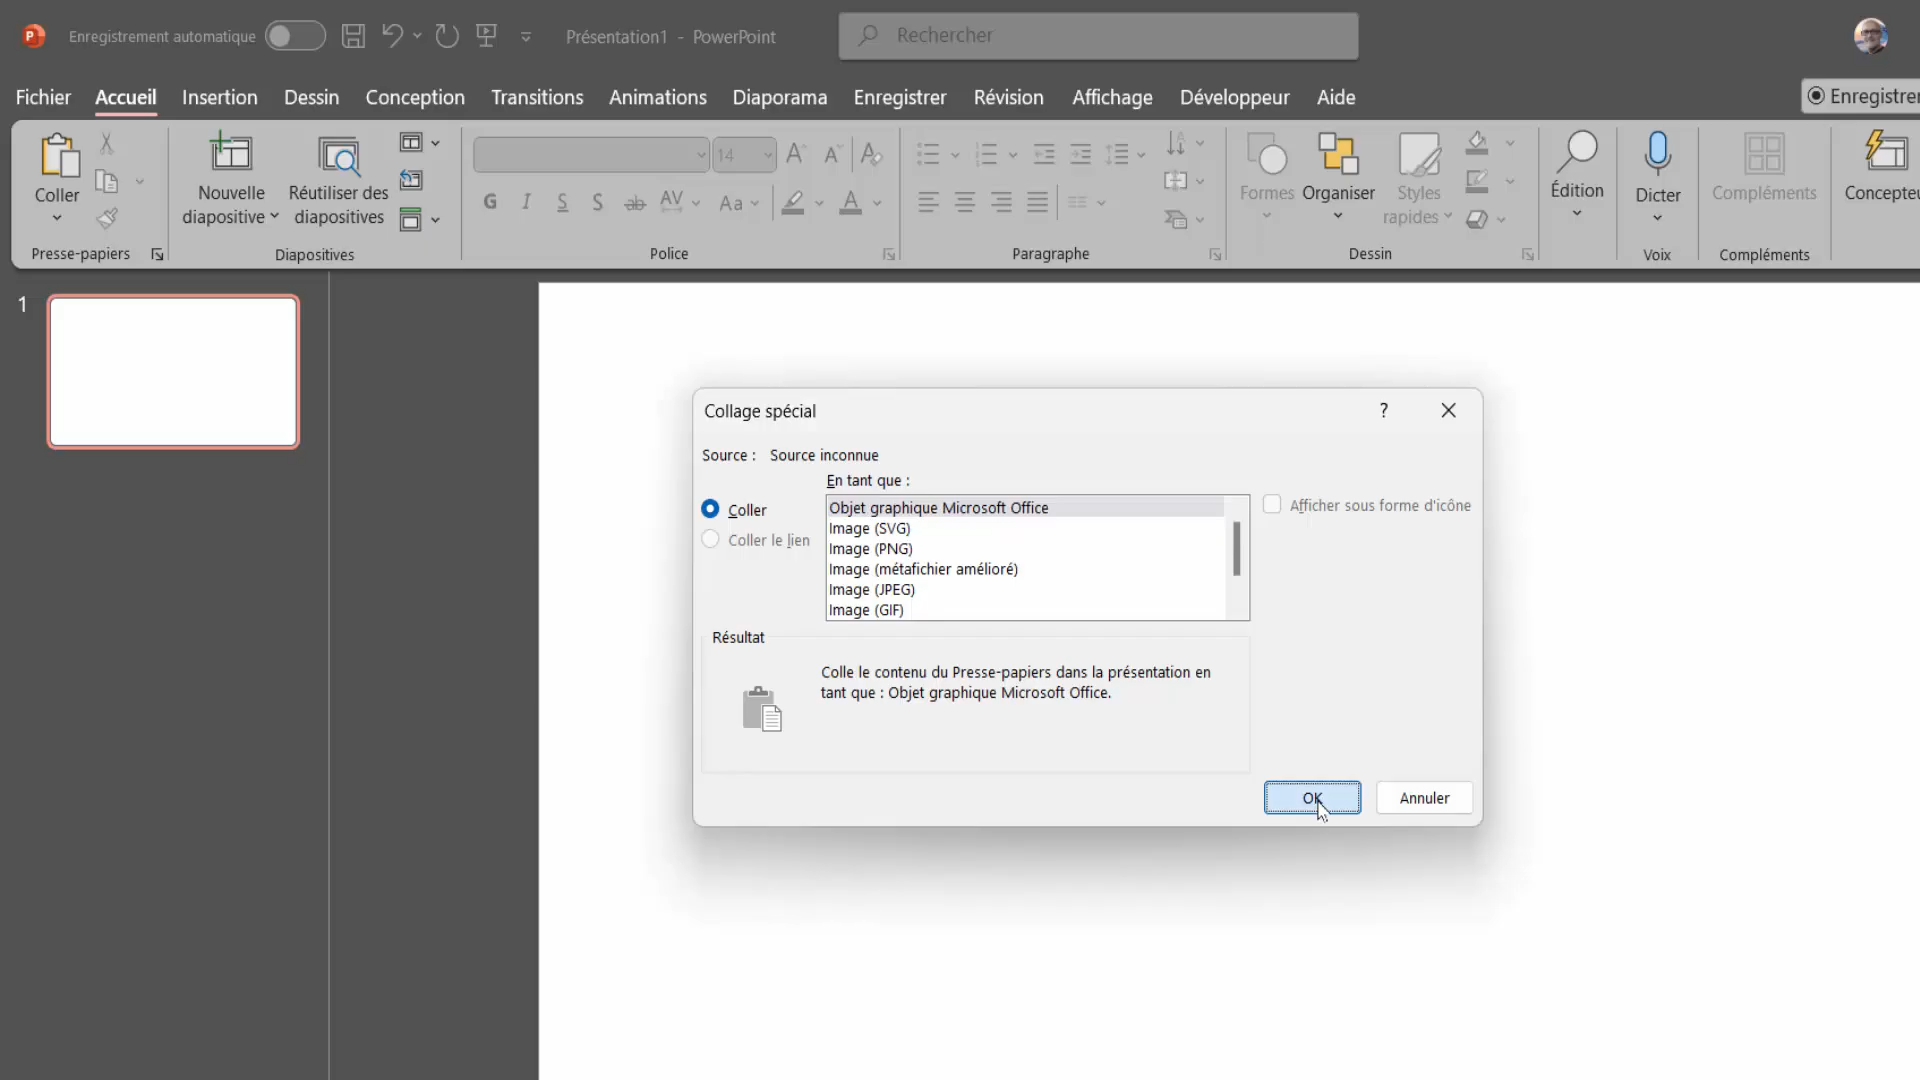 Enregistrement automatique
Présentation1 - PowerPoint
Rechercher
Fichier Accueil Insertion Dessin Conception Transitions Animations Diaporama Enregistrer Révision Affichage Développeur Aide
Enregistrer
Coller
Nouvelle diapositive
Réutiliser des diapositives
14
G I S S ab AV Aa A
Formes
Organiser
Styles rapides
Édition
Dicter
Compléments
Concepteu
Presse-papiers
Diapositives
Police
Paragraphe
Dessin
Voix
Compléments
1
Collage spécial
?
Source : Source inconnue
En tant que :
Coller
Coller le lien
Objet graphique Microsoft Office
Image (SVG)
Image (PNG)
Image (métafichier amélioré)
Image (JPEG)
Image (GIF)
Afficher sous forme d'icône
Résultat
Colle le contenu du Presse-papiers dans la présentation en
tant que : Objet graphique Microsoft Office.
OK
Annuler